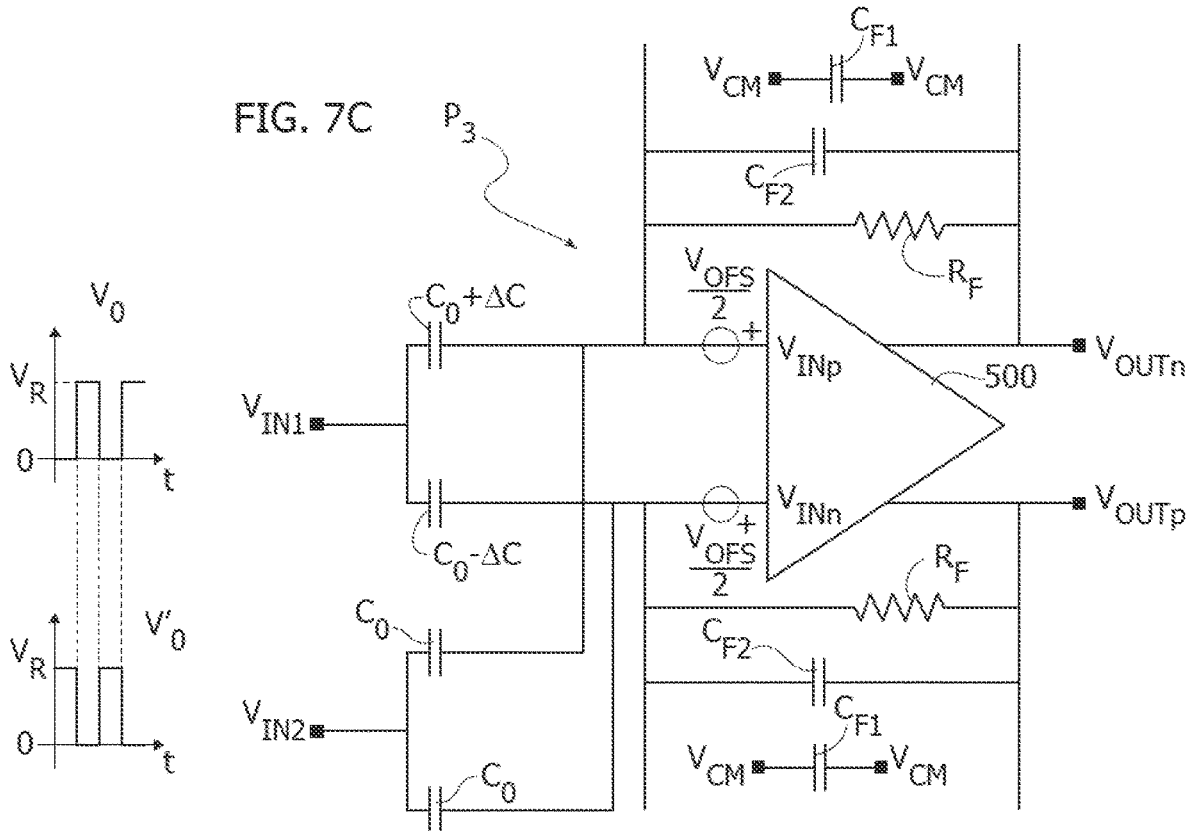 FIG. 7C
P3
CF1
VCM
VCM
CF2
RF
VOFS
2
+
C0+ΔC
V0
VR
0
t
VIN1
VINp
500
VOUTn
C0-ΔC
VINn
+
VOFS
2
VOUTp
RF
V'0
VR
0
t
C0
CF2
VIN2
CF1
VCM
VCM
C0